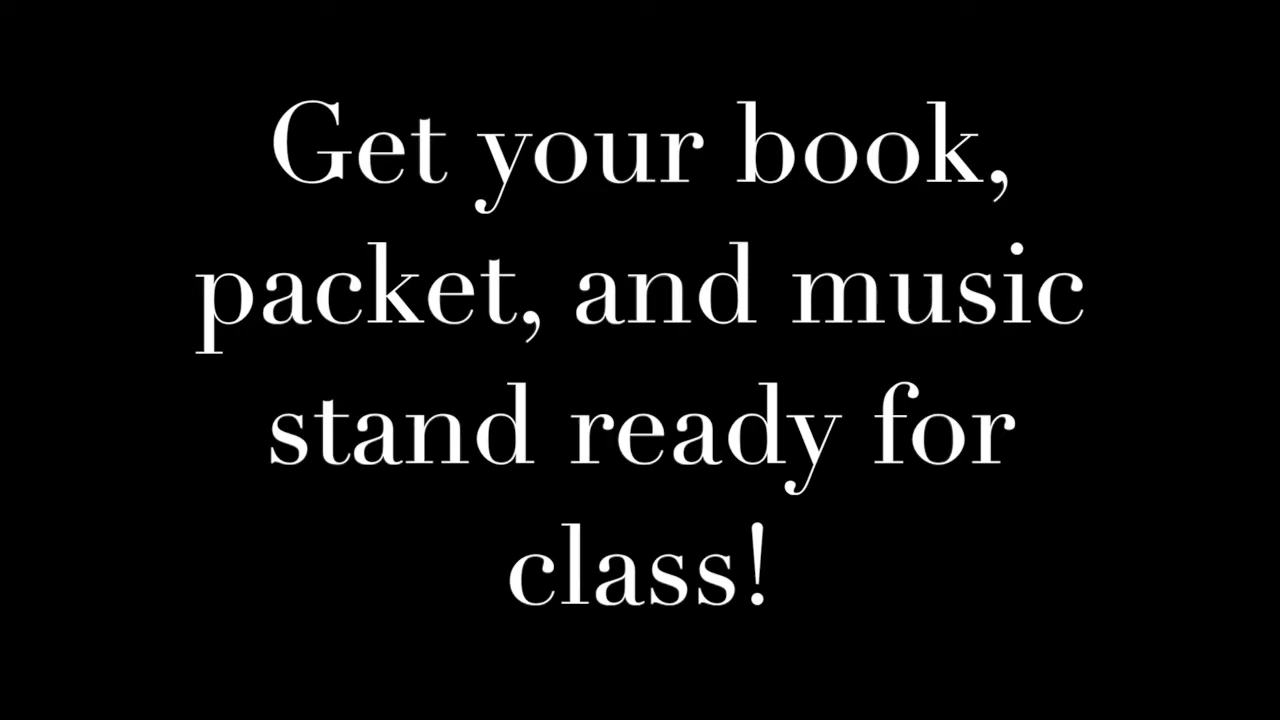 Get your book,
packet, and music
stand ready for
class!